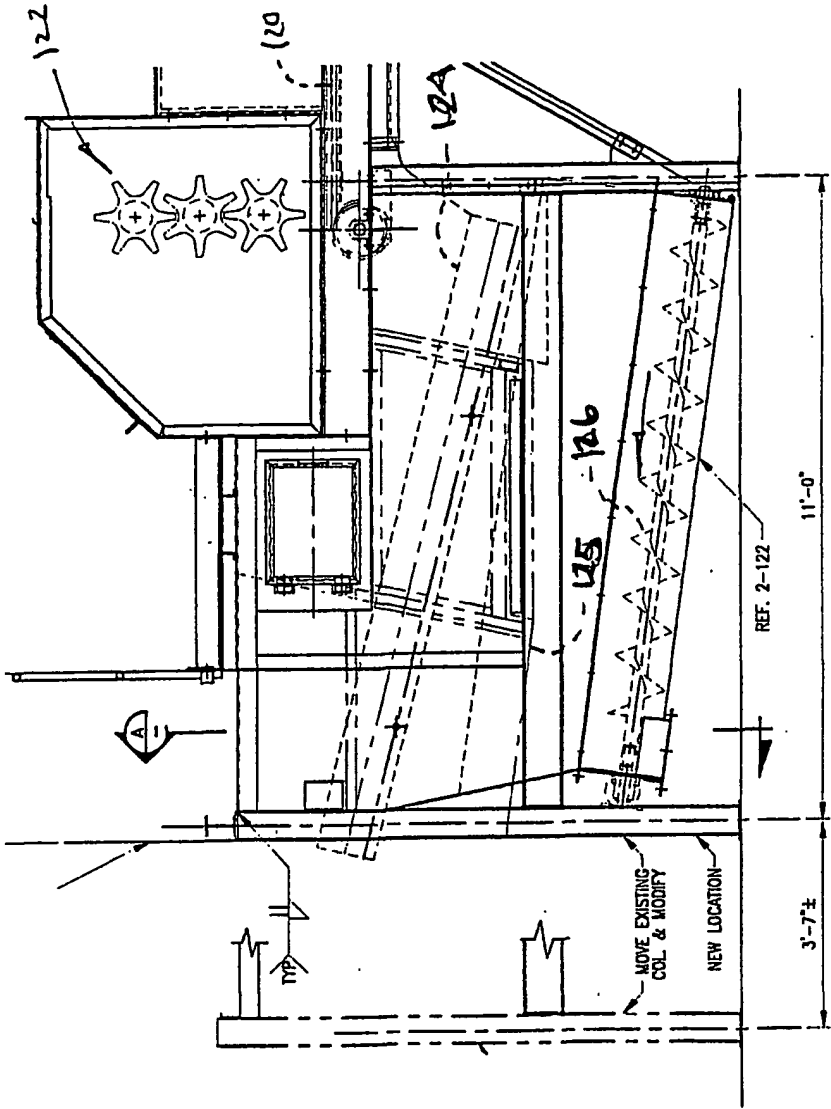 122
120
124
A
126
125
TYP
REF. 2-122
11'-0"
MOVE EXISTING
COL. & MODIFY
NEW LOCATION
3'-7"±